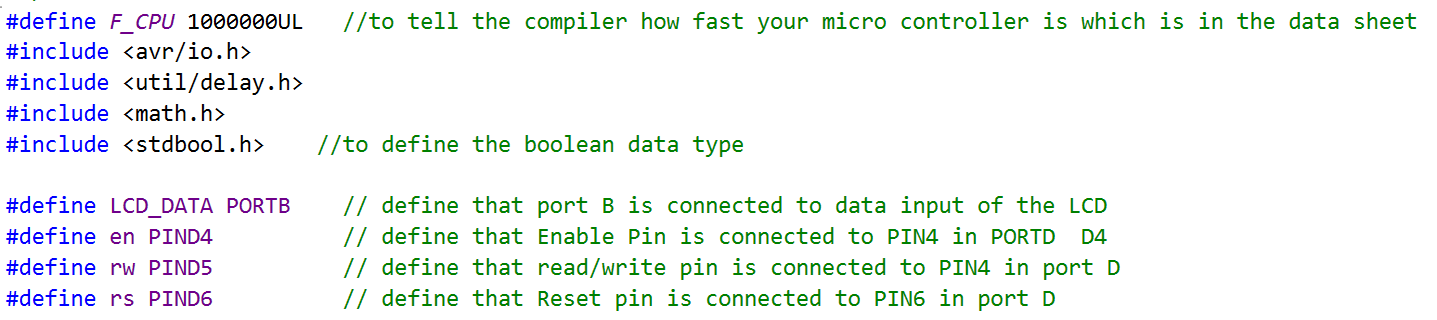 #define F_CPU 1000000UL   //to tell the compiler how fast your micro controller is which is in the data sheet
#include <avr/io.h>
#include <util/delay.h>
#include <math.h>
#include <stdbool.h>    //to define the boolean data type
#define LCD_DATA PORTB    // define that port B is connected to data input of the LCD
#define en PIND4          // define that Enable Pin is connected to PIN4 in PORTD  D4
#define rw PIND5          // define that read/write pin is connected to PIN4 in port D
#define rs PIND6          // define that Reset pin is connected to PIN6 in port D